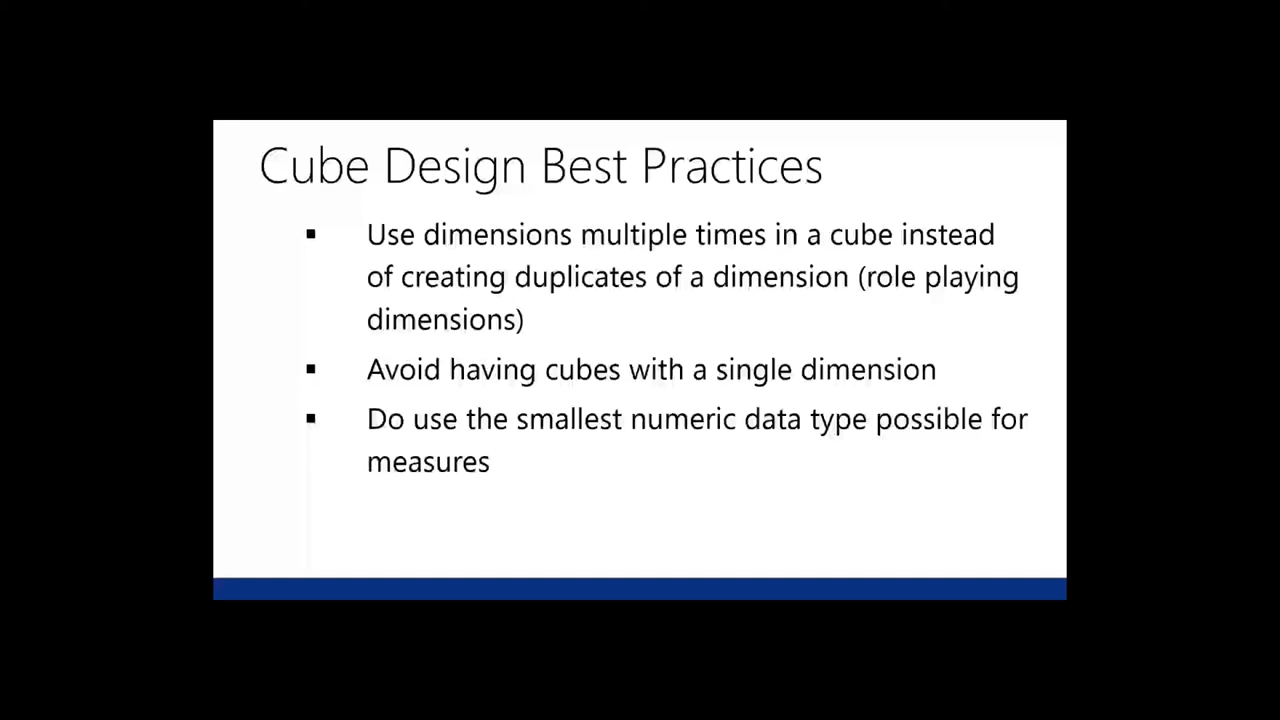 Cube Design Best Practices
▪ Use dimensions multiple times in a cube instead
of creating duplicates of a dimension (role playing
dimensions)
▪ Avoid having cubes with a single dimension
▪ Do use the smallest numeric data type possible for
measures